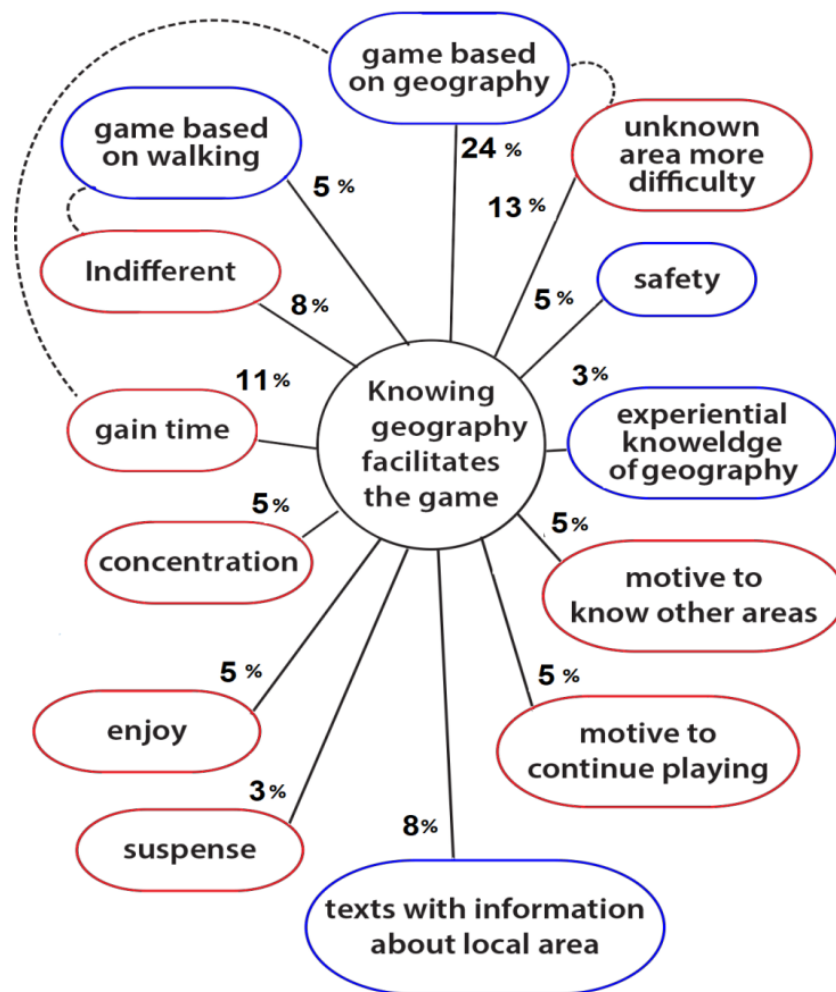 game based
on geography
game based
on walking
24 %
unknown
area more
difficulty
5 %
13 %
Indifferent
safety
8%
5%
11%
Knowing
geography
facilitates
the game
3%
gain time
experiential
knoweldge
of geography
5%
5%
concentration
motive to
know other areas
5 %
5%
enjoy
motive to
continue playing
3%
8%
suspense
texts with information
about local area